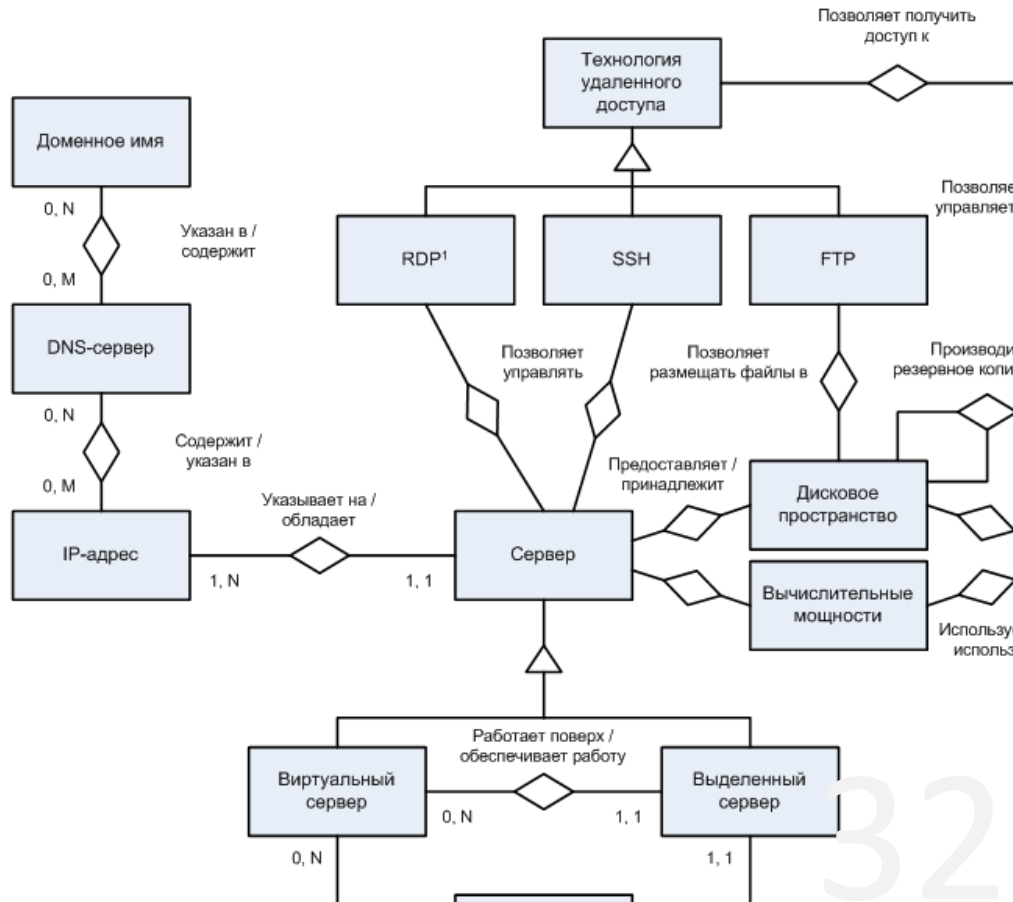 Позволяет получить
доступ к
Технология
удаленного
доступа
Доменное имя
0, N
Указан в /
содержит
0, M
RDP¹
SSH
FTP
DNS-сервер
Позволяет
управлять
Позволяет
размещать файлы в
0, N
Содержит /
указан в
0, M
Указывает на /
обладает
Предоставляет /
принадлежит
Дисковое
пространство
IP-адрес
1, N
1, 1
Сервер
Вычислительные
мощности
резервное
Работает поверх /
обеспечивает работу
Виртуальный
сервер
0, N
1, 1
Выделенный
сервер
0, N
1, 1
32